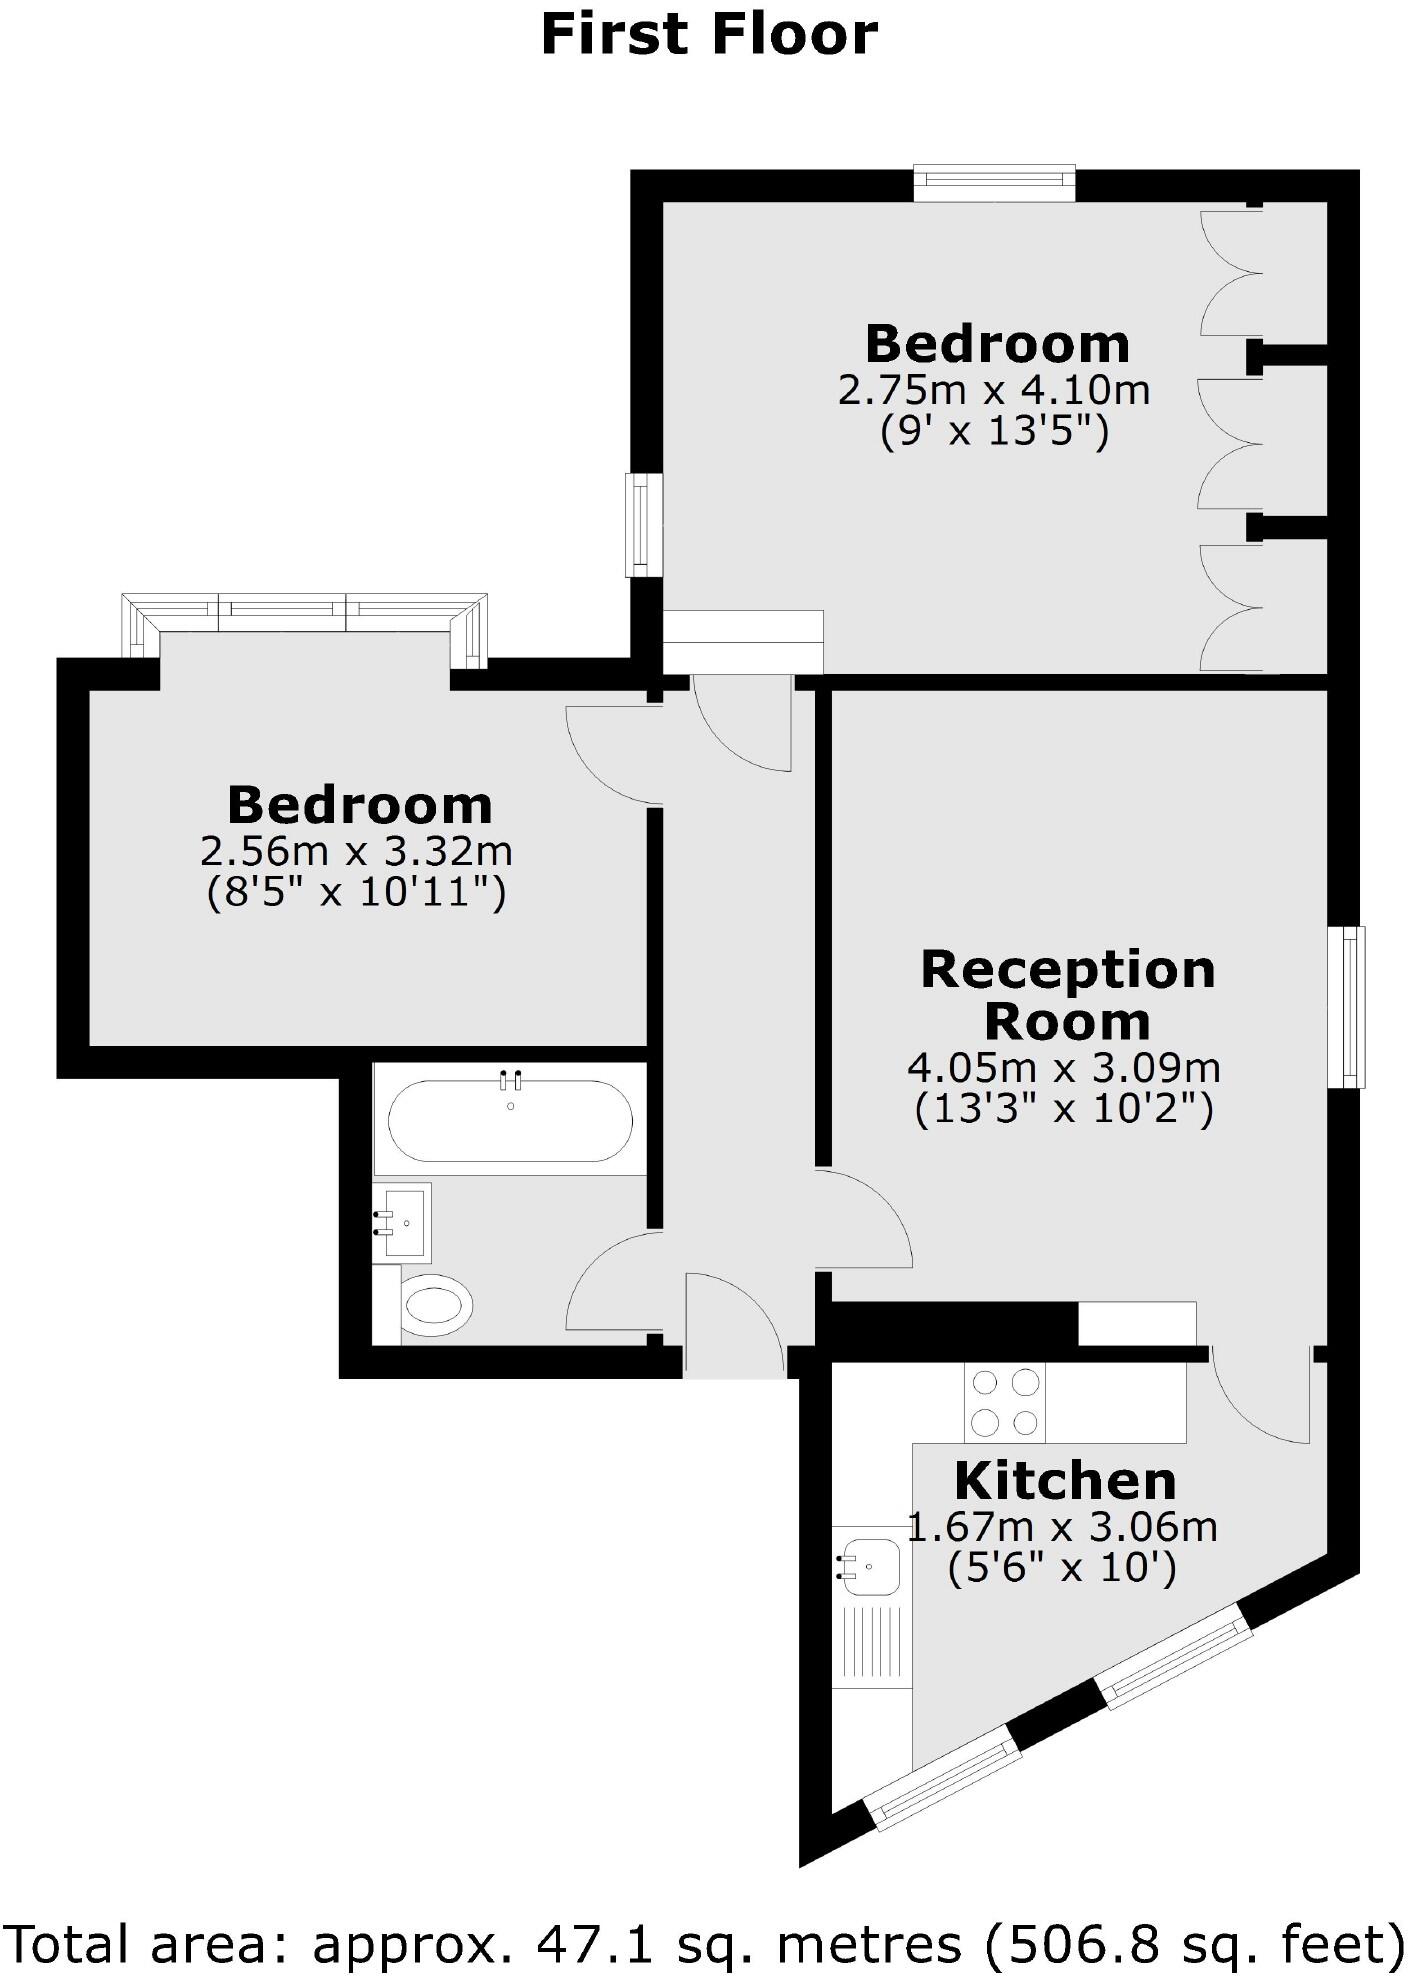 First Floor
Bedroom
2.75m x 4.10m
(9' x 13'5")
Bedroom
2.56m x 3.32m
(8'5" x 10'11")
Reception
Room
4.05m x 3.09m
(13'3" x 10'2")
Kitchen
1.67m x 3.06m
(5'6" x 10')
Total area: approx. 47.1 sq. metres (506.8 sq. feet)